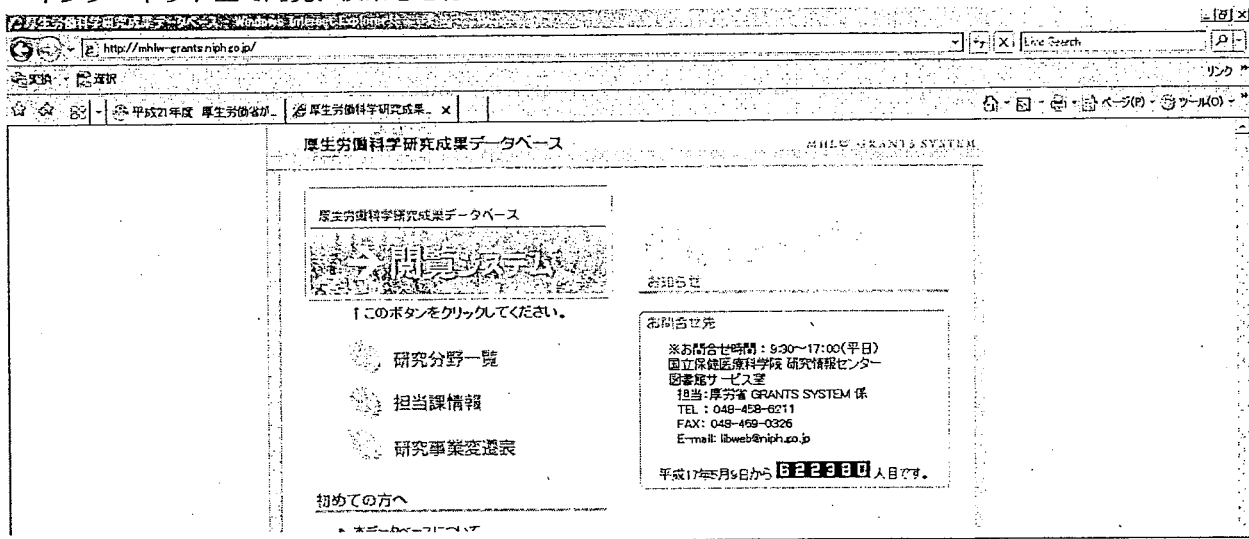 厚生労働科学研究成果データベース - Windows Internet Explorer
http://mhlw-grants.niph.go.jp/
Live Search
変換 選択
リンク
平成21年度 厚生労働省が...
厚生労働科学研究成果...
ページ(P) ツール(O)
厚生労働科学研究成果データベース
MHLW GRANTS SYSTEM
厚生労働科学研究成果データベース
閲覧システム
↑このボタンをクリックしてください。
研究分野一覧
担当課情報
研究事業変遷表
初めての方へ
本データベースについて
お知らせ
お問合せ先
※お問合せ時間：9:30～17:00(平日)
国立保健医療科学院 研究情報センター
図書館サービス室
担当：厚労省 GRANTS SYSTEM 係
TEL：048-458-6211
FAX：048-469-0326
E-mail: libweb@niph.go.jp
平成17年5月9日から 622380 人目です。